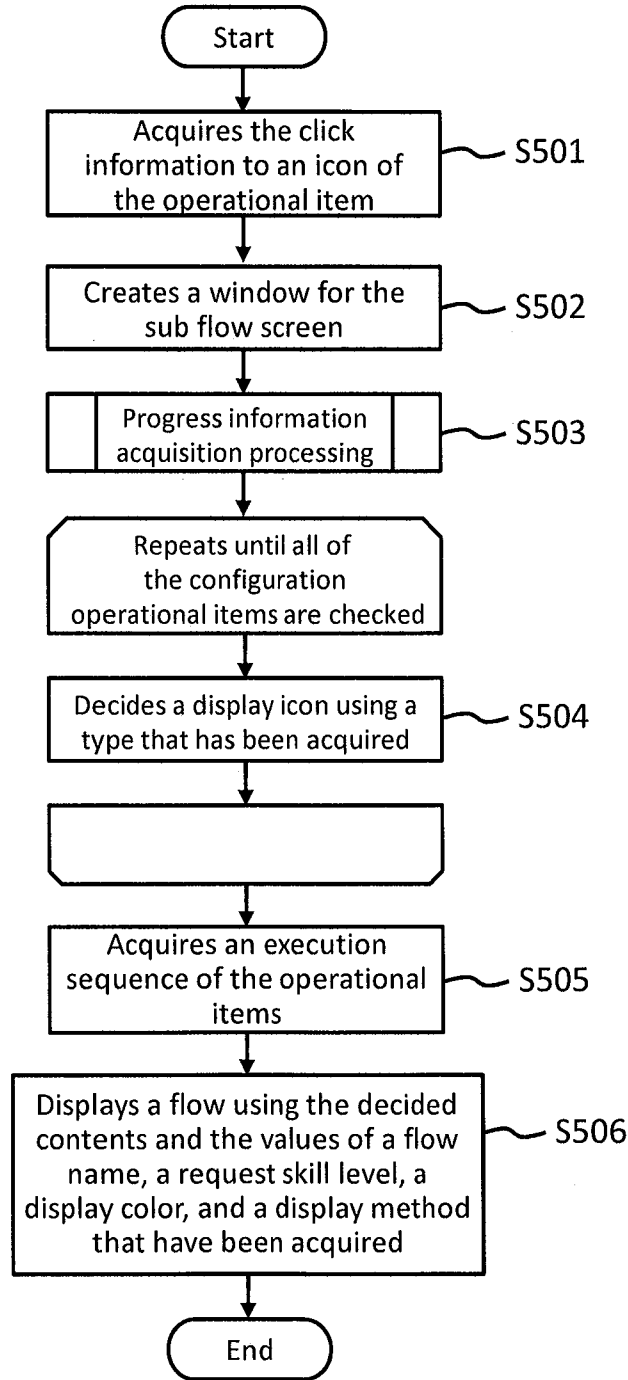 Start
Acquires the click
information to an icon of
the operational item
S501
Creates a window for the
sub flow screen
S502
Progress information
acquisition processing
S503
Repeats until all of
the configuration
operational items are checked
Decides a display icon using a
type that has been acquired
S504
Acquires an execution
sequence of the operational
items
S505
Displays a flow using the decided
contents and the values of a flow
name, a request skill level, a
display color, and a display method
that have been acquired
S506
End